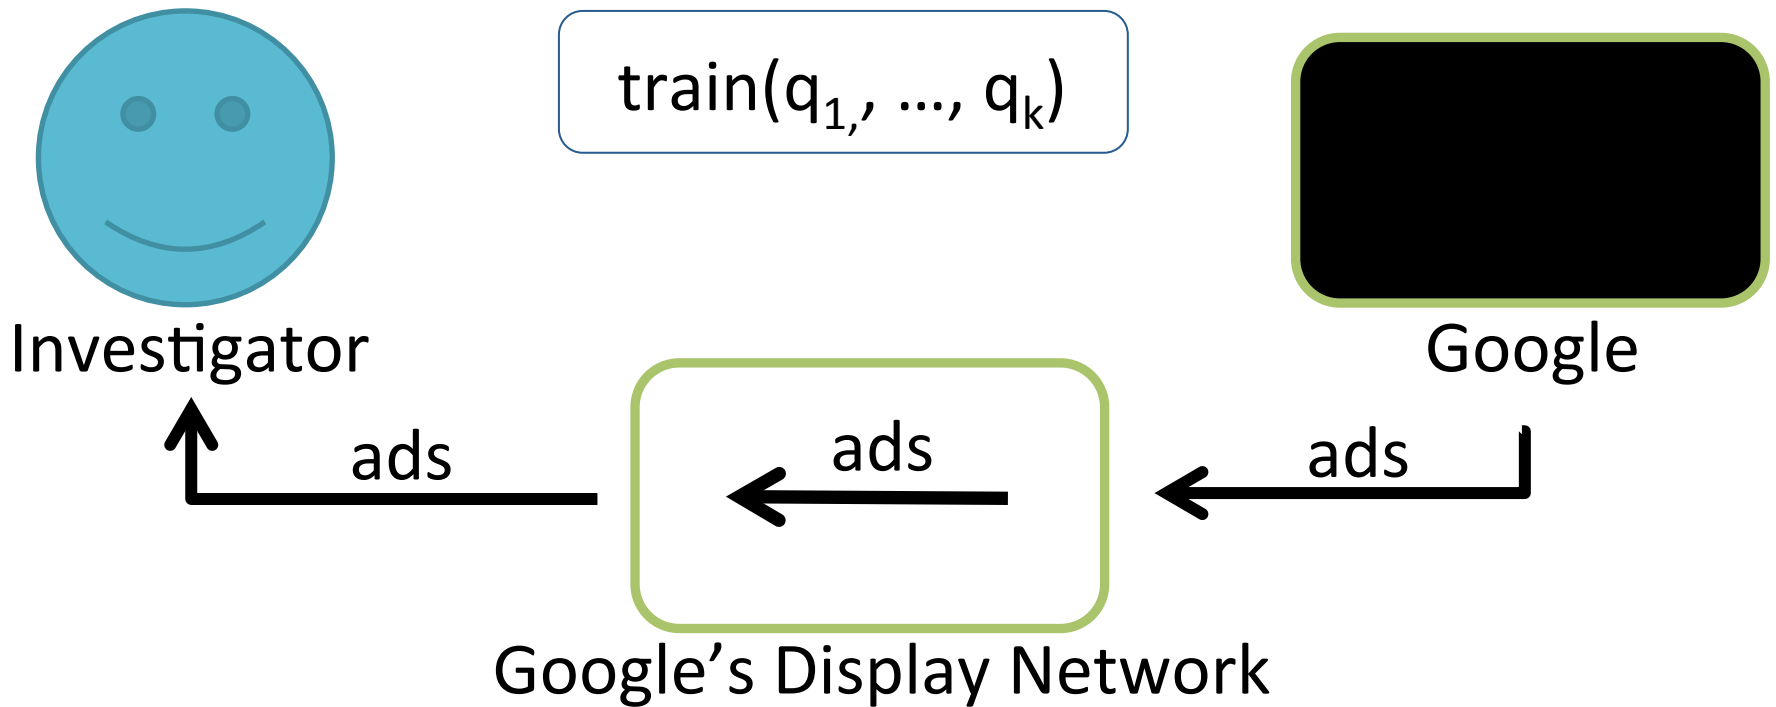 train(q1,, ..., qk)
Investigator
Google
ads
ads
ads
Google's Display Network